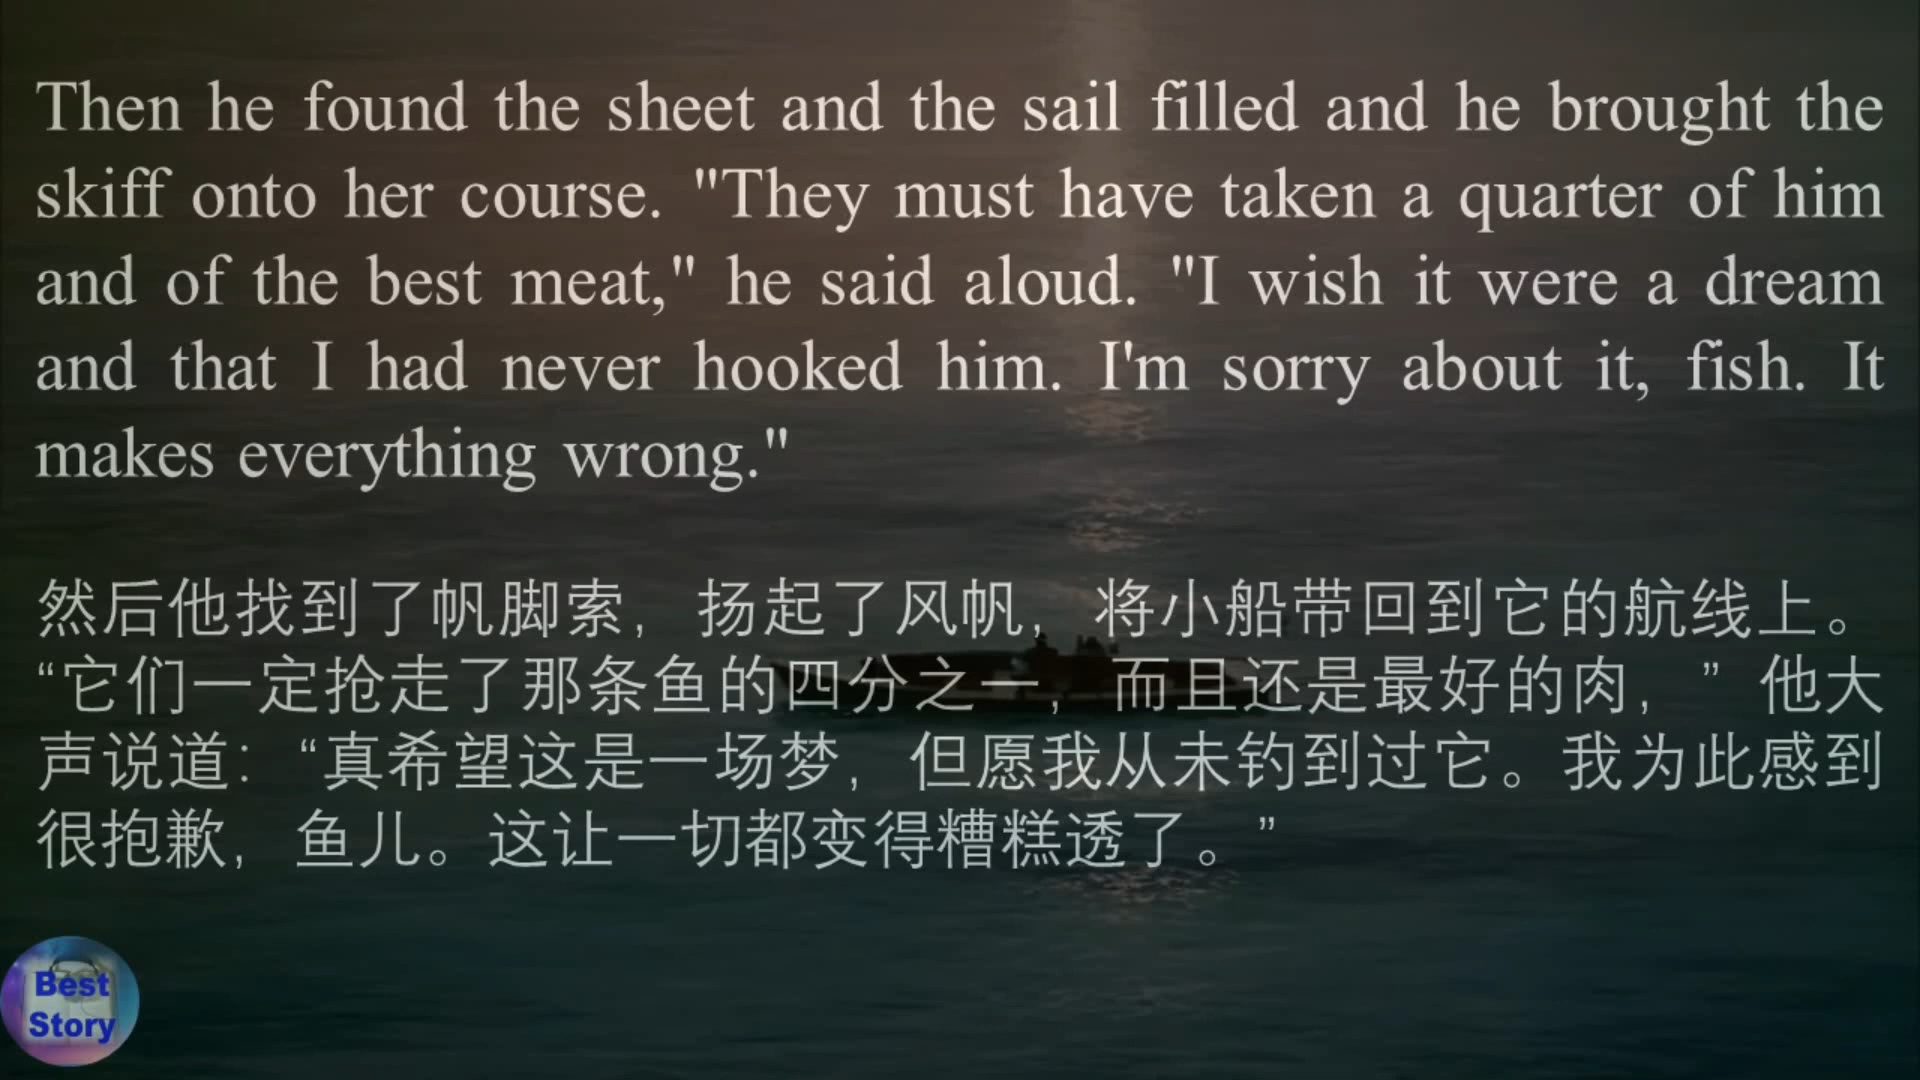 Then he found the sheet and the sail filled and he brought the
skiff onto her course. "They must have taken a quarter of him
and of the best meat," he said aloud. "I wish it were a dream
and that I had never hooked him. I'm sorry about it, fish. It
makes everything wrong."
然后他找到了帆脚索，扬起了风帆，将小船带回到它的航线上。
“它们一定抢走了那条鱼的四分之一，而且还是最好的肉，”他大
声说道：“真希望这是一场梦，但愿我从未钓到过它。我为此感到
很抱歉，鱼儿。这让一切都变得糟糕透了。”
Best
Story